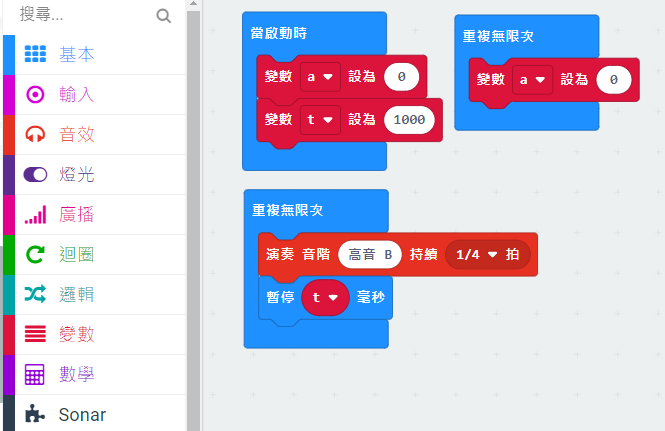 搜尋...
基本
輸入
音效
燈光
廣播
迴圈
邏輯
變數
數學
Sonar
當啟動時
變數 a 設為 0
變數 t 設為 1000
重複無限次
變數 a 設為 0
重複無限次
演奏 音階 高音 B 持續 1/4 拍
暫停 t 毫秒